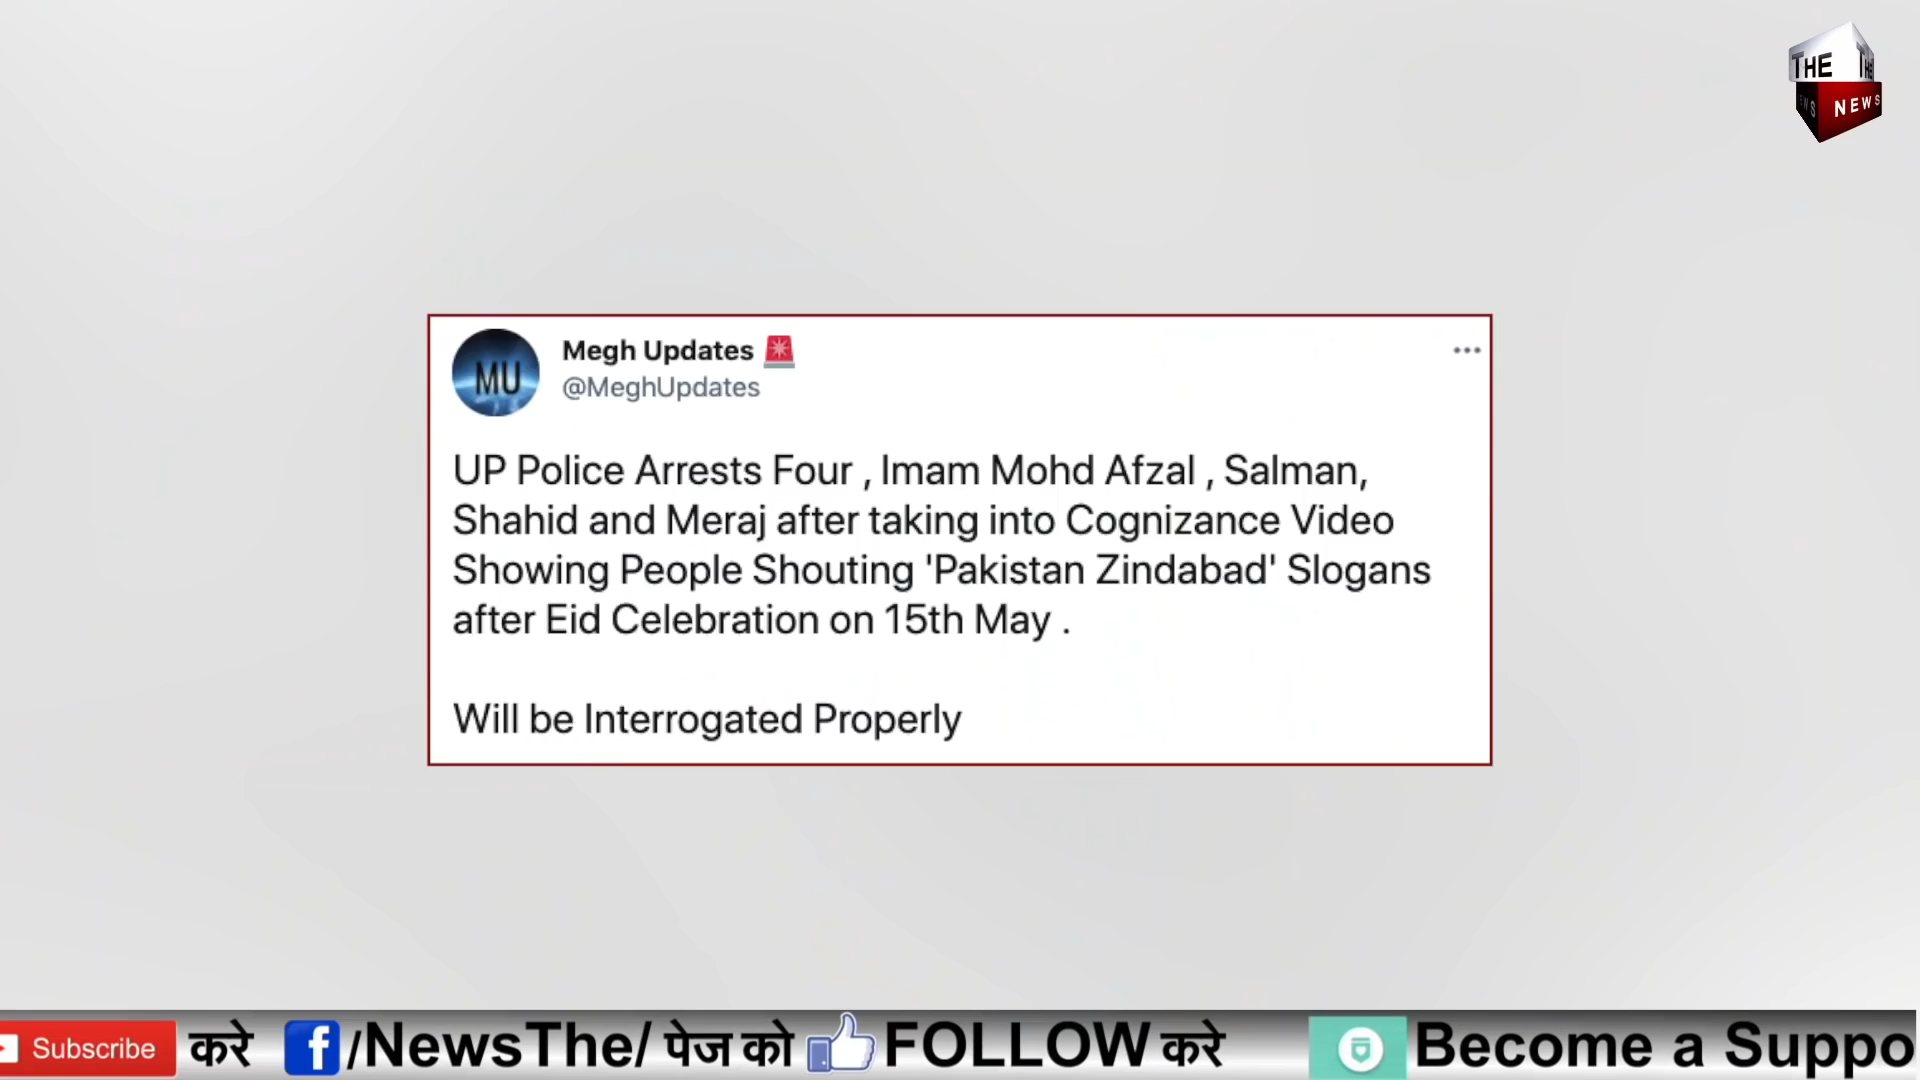 THE THE
WS NEWS
MU
Megh Updates
@MeghUpdates
UP Police Arrests Four , Imam Mohd Afzal , Salman,
Shahid and Meraj after taking into Cognizance Video
Showing People Shouting 'Pakistan Zindabad' Slogans
after Eid Celebration on 15th May .
Will be Interrogated Properly
Subscribe करे f/NewsThe/ पेज को FOLLOW करे Become a Suppo